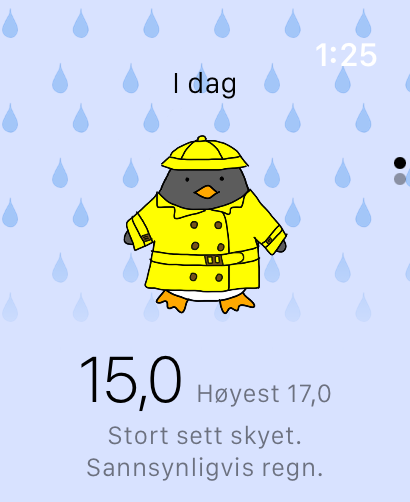 1:25
I dag
15,0 Høyest 17,0
Stort sett skyet.
Sannsynligvis regn.